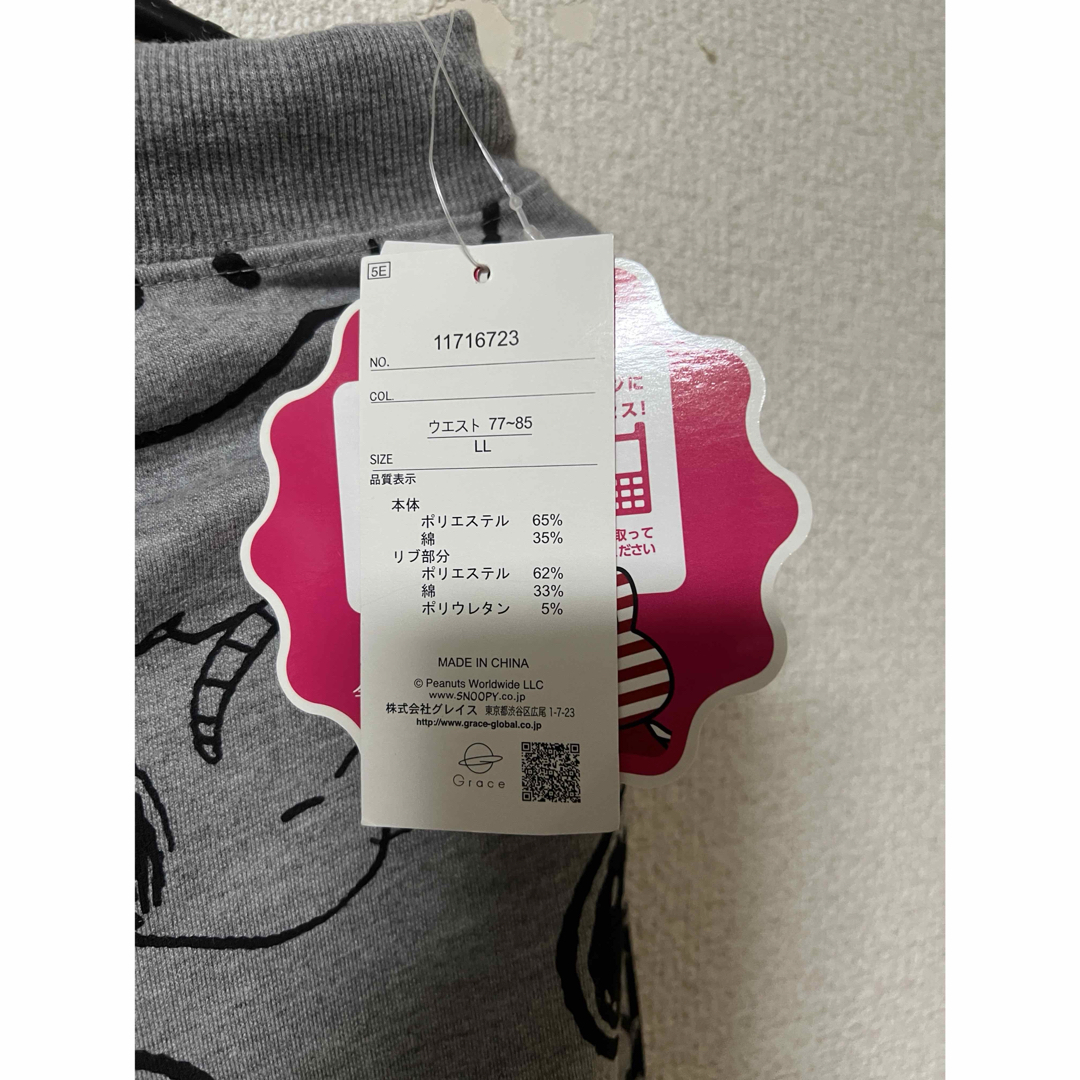 5E
11716723
NO.
COL.
ウエスト 77~85
LL
SIZE
品質表示
本体
ポリエステル 65%
綿 35%
リブ部分
ポリエステル 62%
綿 33%
ポリウレタン 5%
MADE IN CHINA
© Peanuts Worldwide LLC
www.SNOOPY.co.jp
株式会社グレイス 東京都渋谷区広尾 1-7-23
http://www.grace-global.co.jp
Grace
ンに
ス!
取って
ださい